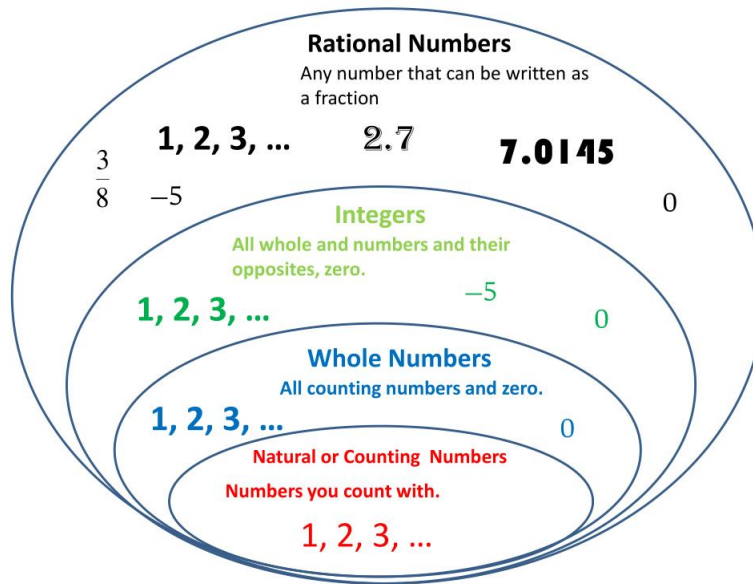 Rational Numbers
Any number that can be written as
a fraction
1, 2, 3, ... 2.7 7.0145
3/8 −5 0
Integers
All whole and numbers and their
opposites, zero.
−5
1, 2, 3, ... 0
Whole Numbers
All counting numbers and zero.
1, 2, 3, ... 0
Natural or Counting Numbers
Numbers you count with.
1, 2, 3, ...